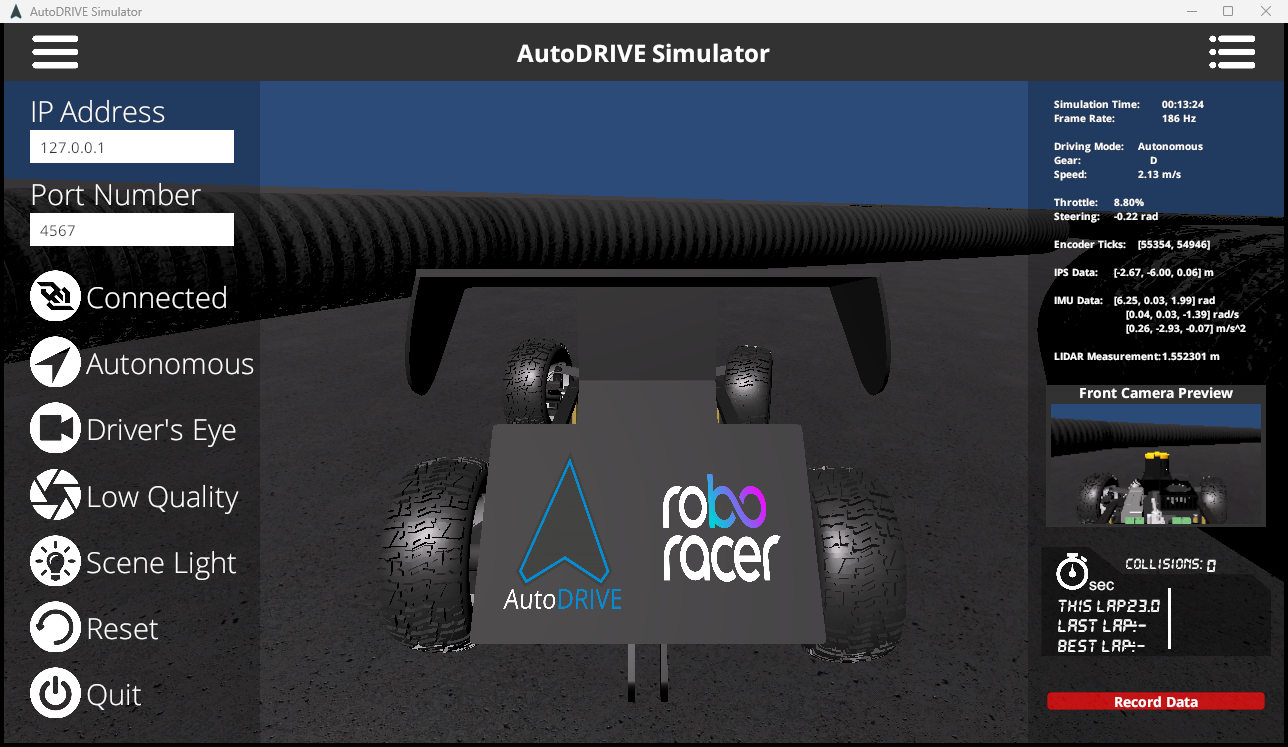 AutoDRIVE Simulator
AutoDRIVE Simulator
IP Address
127.0.0.1
Port Number
4567
Connected
Autonomous
Driver's Eye
Low Quality
Scene Light
Reset
Quit
AutoDRIVE
robo
racer
Simulation Time: 00:13:24
Frame Rate: 186 Hz
Driving Mode: Autonomous
Gear: D
Speed: 2.13 m/s
Throttle: 8.80%
Steering: -0.22 rad
Encoder Ticks: [55354, 54946]
IPS Data: [-2.67, -6.00, 0.06] m
IMU Data: [6.25, 0.03, 1.99] rad
[0.04, 0.03, -1.39] rad/s
[0.26, -2.93, -0.07] m/s^2
LIDAR Measurement:1.552301 m
Front Camera Preview
COLLISIONS: 0
sec
THIS LAP:23.0
LAST LAP:-
BEST LAP:-
Record Data